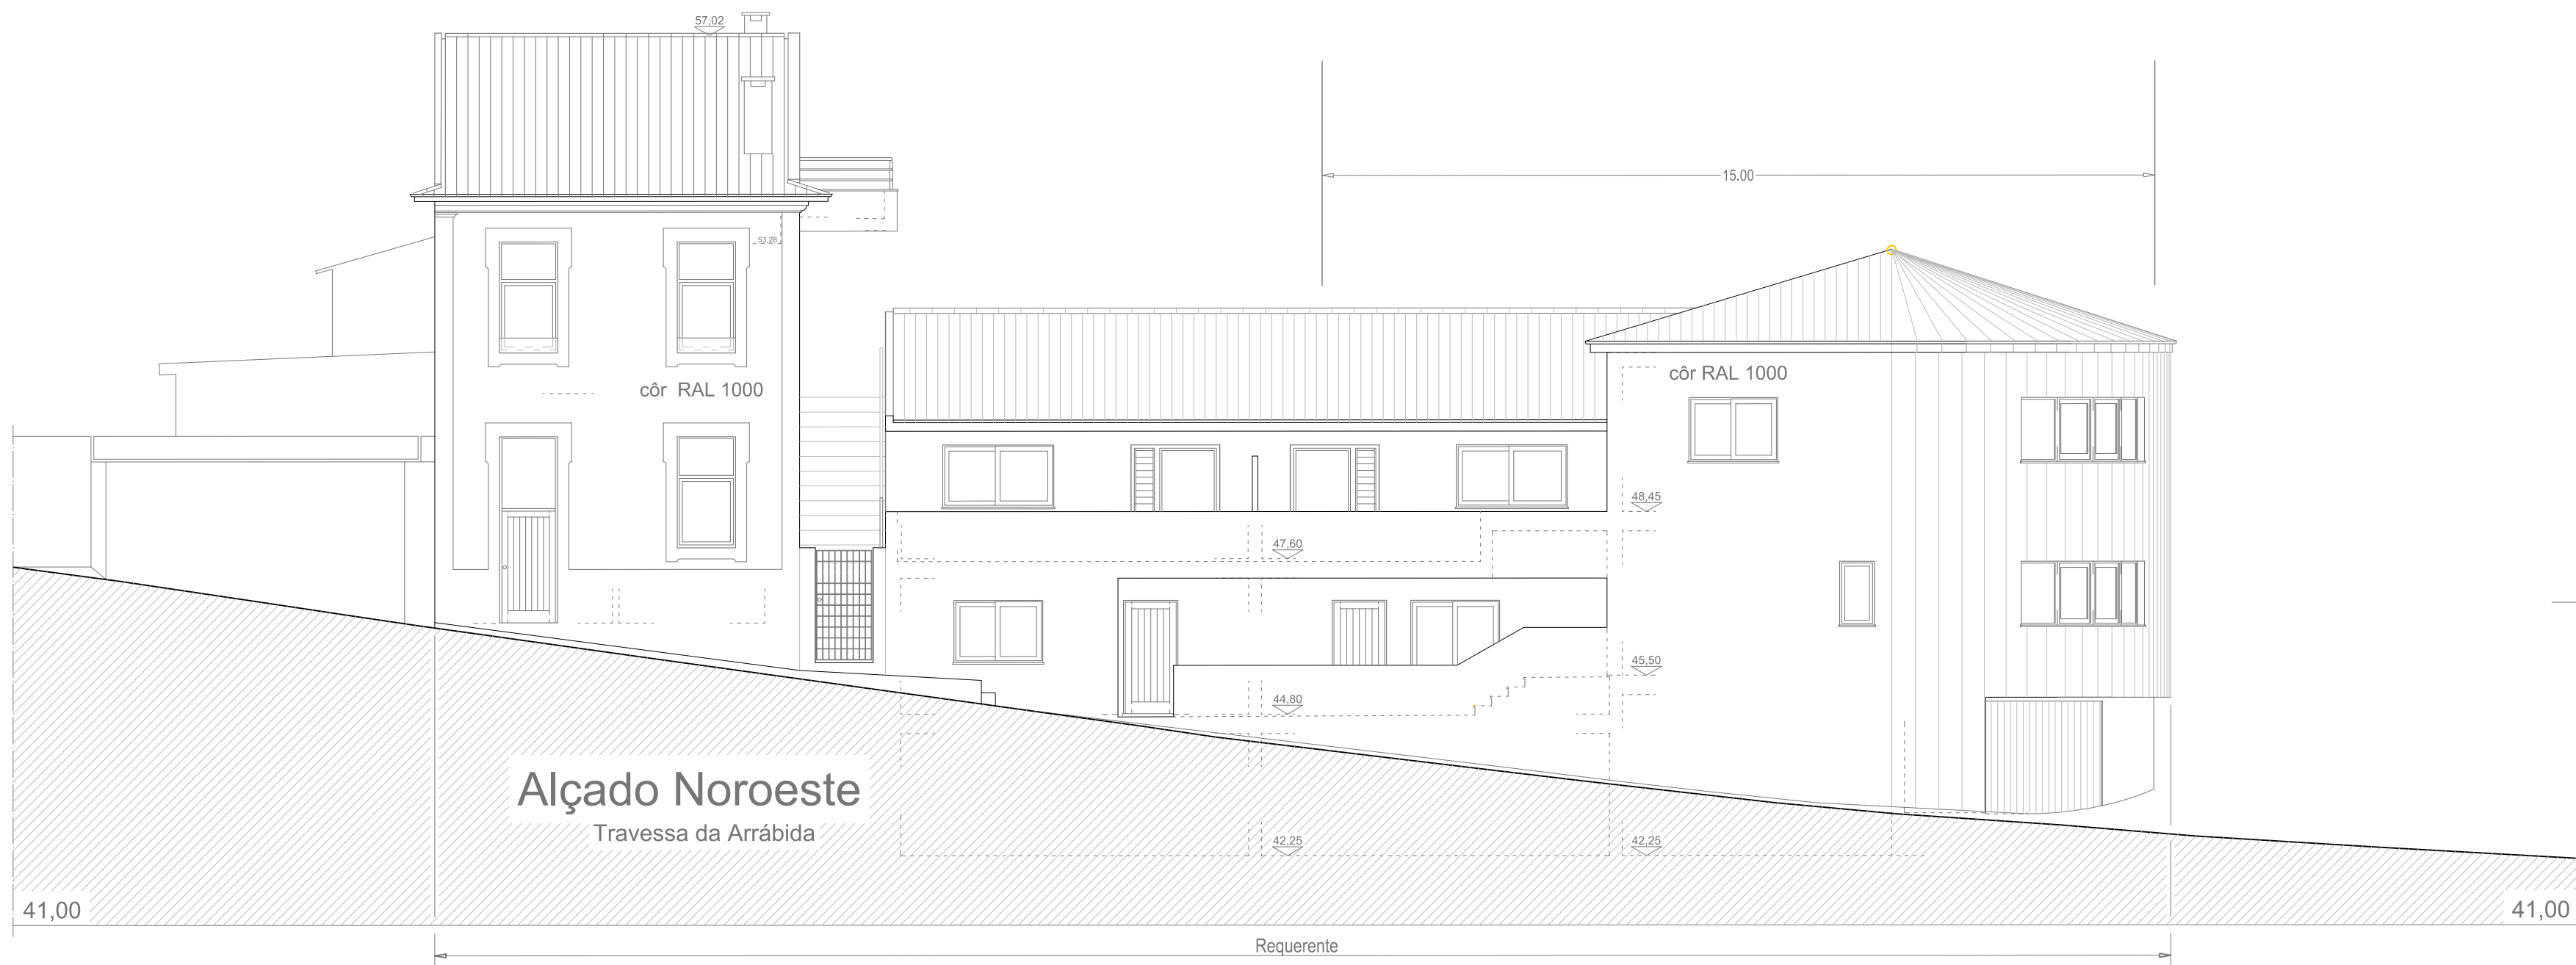 57,02
15.00
53,28
côr RAL 1000
côr RAL 1000
48,45
47,60
45,50
44,80
Alçado Noroeste
Travessa da Arrábida
42,25
42,25
41,00
41,00
Requerente